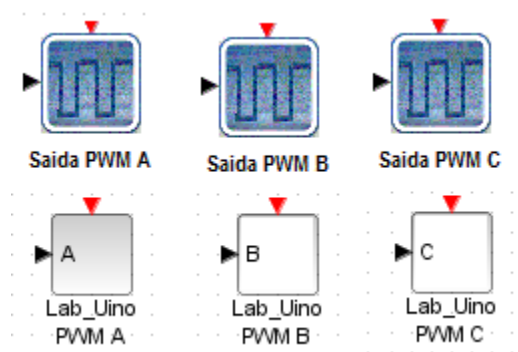 Saida PWM A
Saida PWM B
Saida PWM C
A
B
C
Lab_Uino
PWM A
Lab_Uino
PWM B
Lab_Uino
PWM C